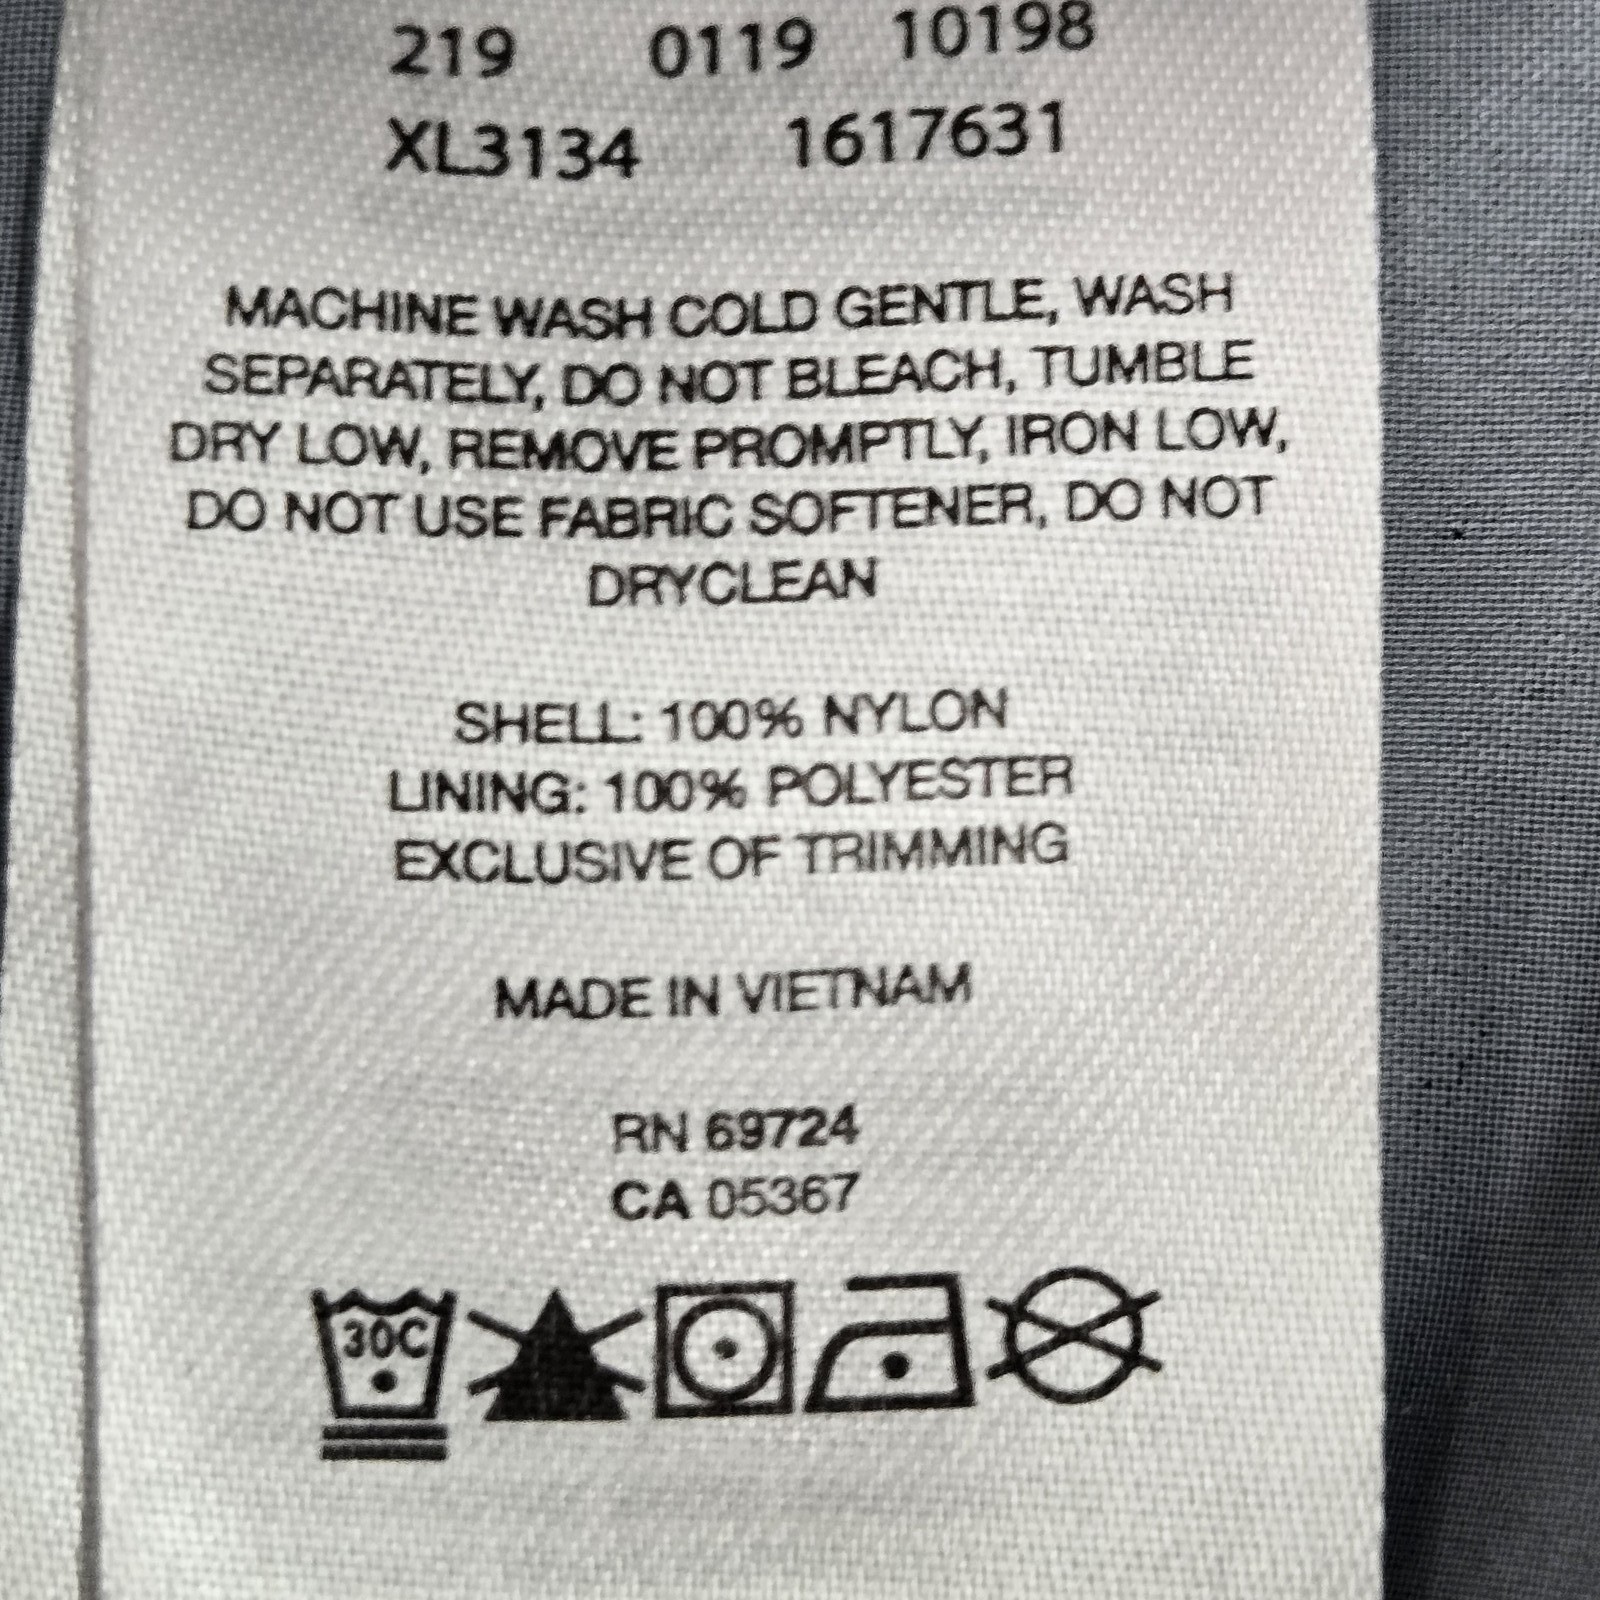 219 0119 10198
XL3134 1617631
MACHINE WASH COLD GENTLE, WASH
SEPARATELY, DO NOT BLEACH, TUMBLE
DRY LOW, REMOVE PROMPTLY, IRON LOW,
DO NOT USE FABRIC SOFTENER, DO NOT
DRYCLEAN
SHELL: 100% NYLON
LINING: 100% POLYESTER
EXCLUSIVE OF TRIMMING
MADE IN VIETNAM
RN 69724
CA 05367
30C